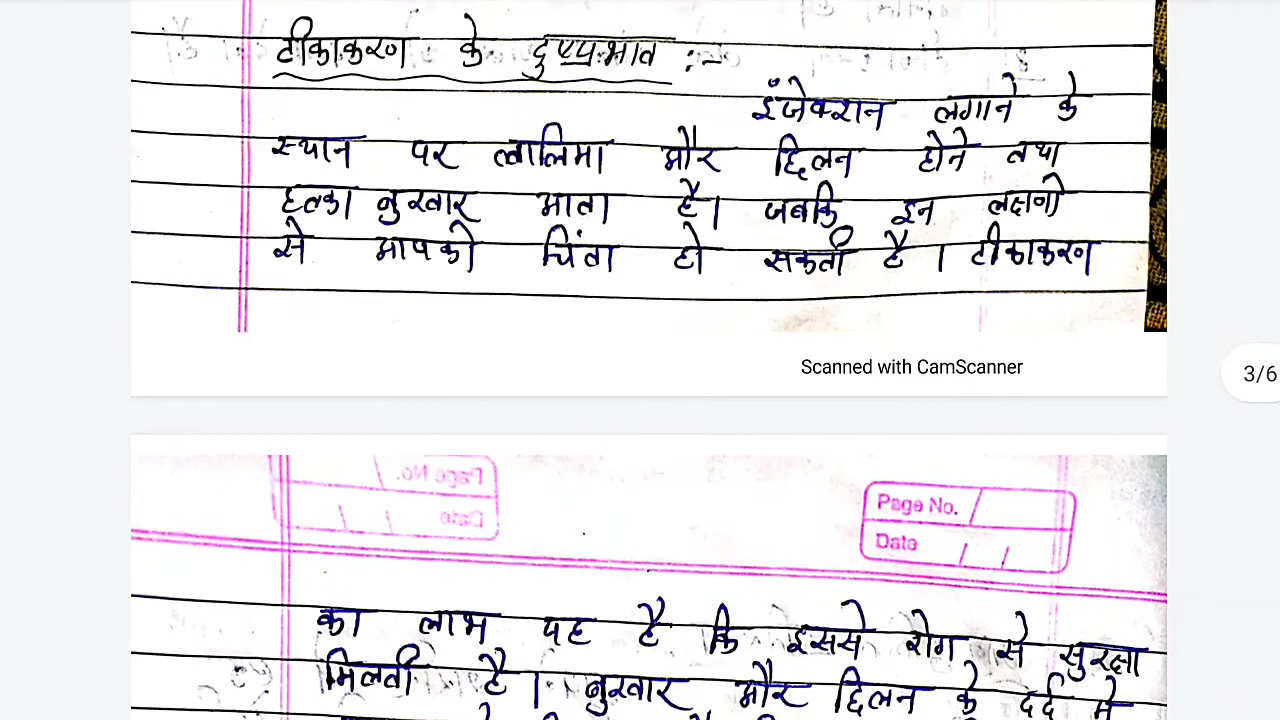 टीकाकरण के दुष्प्रभाव :-
इंजेक्शन लगाने के
स्थान पर लालिमा और छिलन होने तथा
हल्का बुखार आता है। जबकि इन लक्षणो
से आपको चिंता हो सकती है । टीकाकरण
Scanned with CamScanner
3/6
Page No.
Date / /
का लाभ यह है कि इससे रोग से सुरक्षा
मिलती है । बुखार और छिलन के दर्द मे